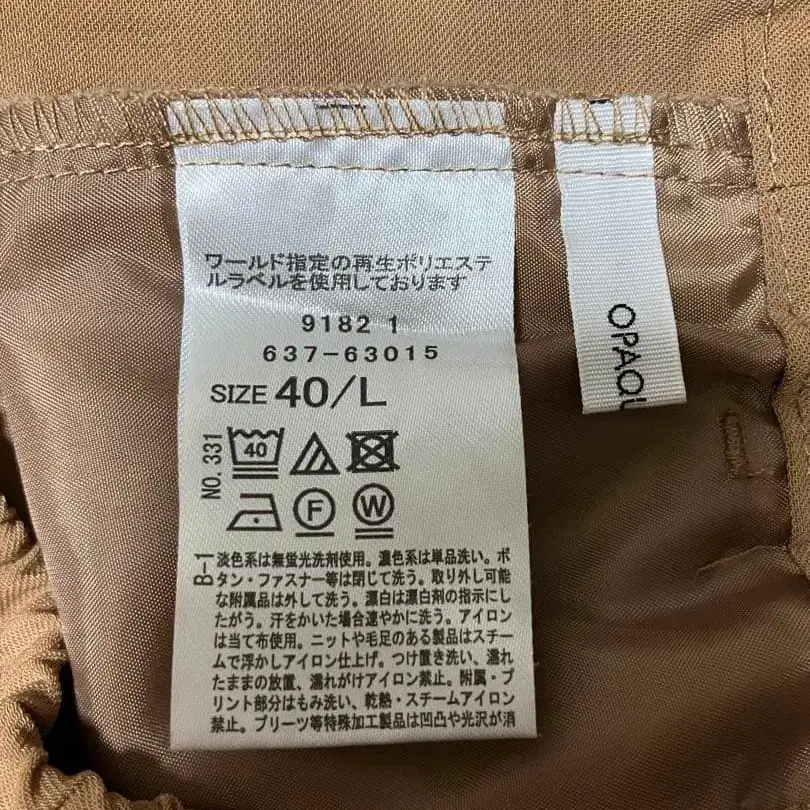 ワールド指定の再生ポリエステ
ルラベルを使用しております
9182 1
637-63015
SIZE 40/L
NO. 331
40
F
W
B-1
淡色系は無蛍光洗剤使用。濃色系は単品洗い。ボ
タン・ファスナー等は閉じて洗う。取り外し可能
な附属品は外して洗う。漂白は漂白剤の指示にし
たがう。汗をかいた場合速やかに洗う。アイロン
は当て布使用。ニットや毛足のある製品はスチー
ムで浮かしアイロン仕上げ。つけ置き洗い、濡れ
たままの放置、濡れがけアイロン禁止。附属・プ
リント部分はもみ洗い、乾熱・スチームアイロン
禁止。プリーツ等特殊加工製品は凹凸や光沢が消
OPAQU